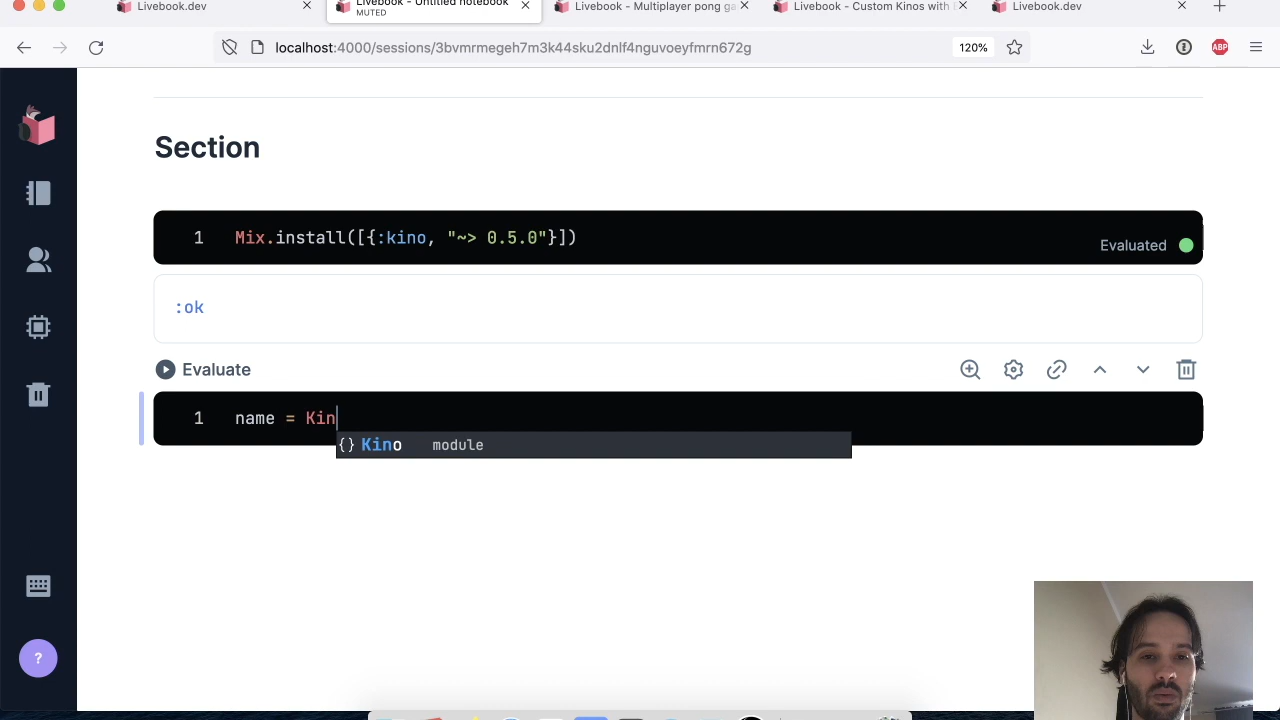 Livebook.dev
Livebook - Untitled notebook
MUTED
Livebook - Multiplayer pong ga
Livebook - Custom Kinos with
Livebook.dev
localhost:4000/sessions/3bvmrmegeh7m3k44sku2dnlf4nguvoeyfmrn672g
120%
ABP
Section
1 Mix.install([{:kino, "~> 0.5.0"}])
Evaluated
:ok
Evaluate
1 name = Kin
{} Kino module
?